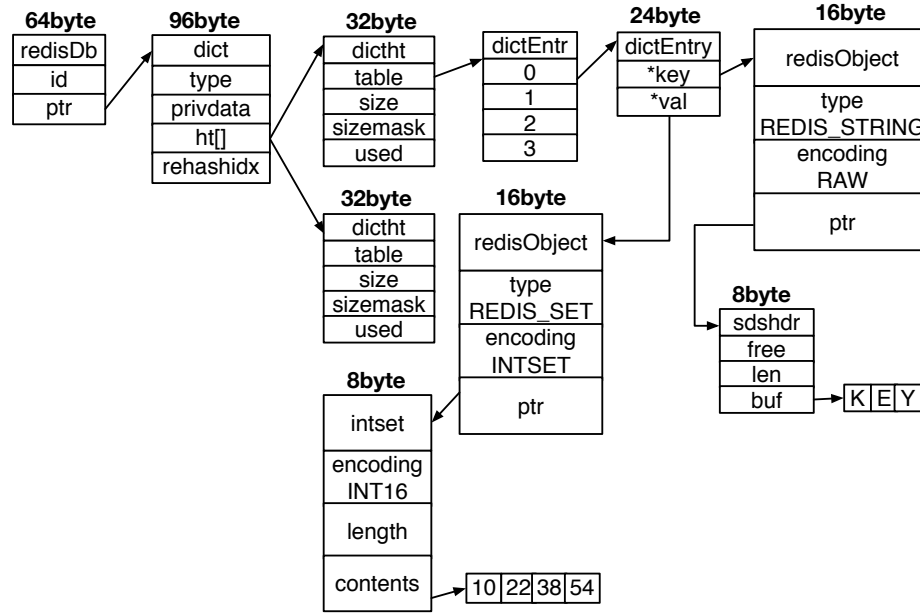 64byte
redisDb
id
ptr
96byte
dict
type
privdata
ht[]
rehashidx
32byte
dictht
table
size
sizemask
used
dictEntr
0
1
2
3
24byte
dictEntry
*key
*val
16byte
redisObject
type
REDIS_STRING
encoding
RAW
ptr
32byte
dictht
table
size
sizemask
used
16byte
redisObject
type
REDIS_SET
encoding
INTSET
ptr
8byte
sdshdr
free
len
buf
K E Y
8byte
intset
encoding
INT16
length
contents
10 22 38 54